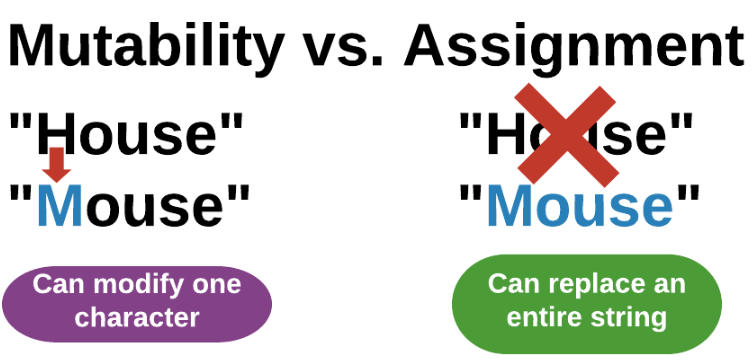 Mutability vs. Assignment
"House"
"Mouse"
Can modify one
character
"House"
"Mouse"
Can replace an
entire string